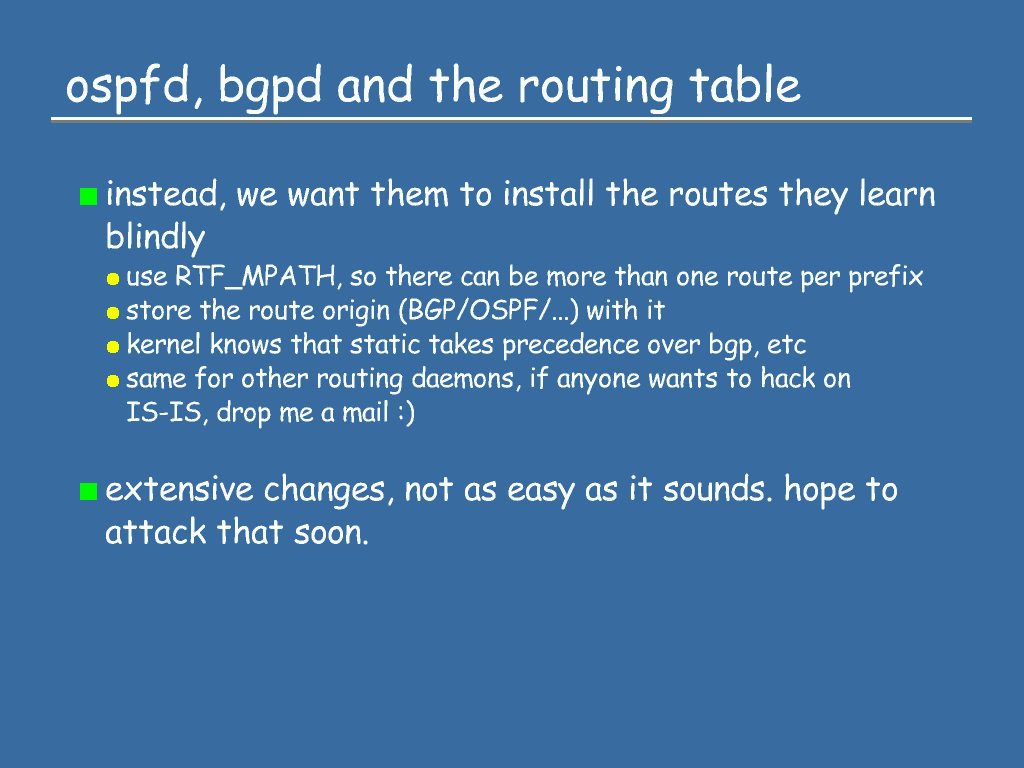 ospfd, bgpd and the routing table
instead, we want them to install the routes they learn
blindly
use RTF_MPATH, so there can be more than one route per prefix
store the route origin (BGP/OSPF/...) with it
kernel knows that static takes precedence over bgp, etc
same for other routing daemons, if anyone wants to hack on
IS-IS, drop me a mail :)
extensive changes, not as easy as it sounds. hope to
attack that soon.